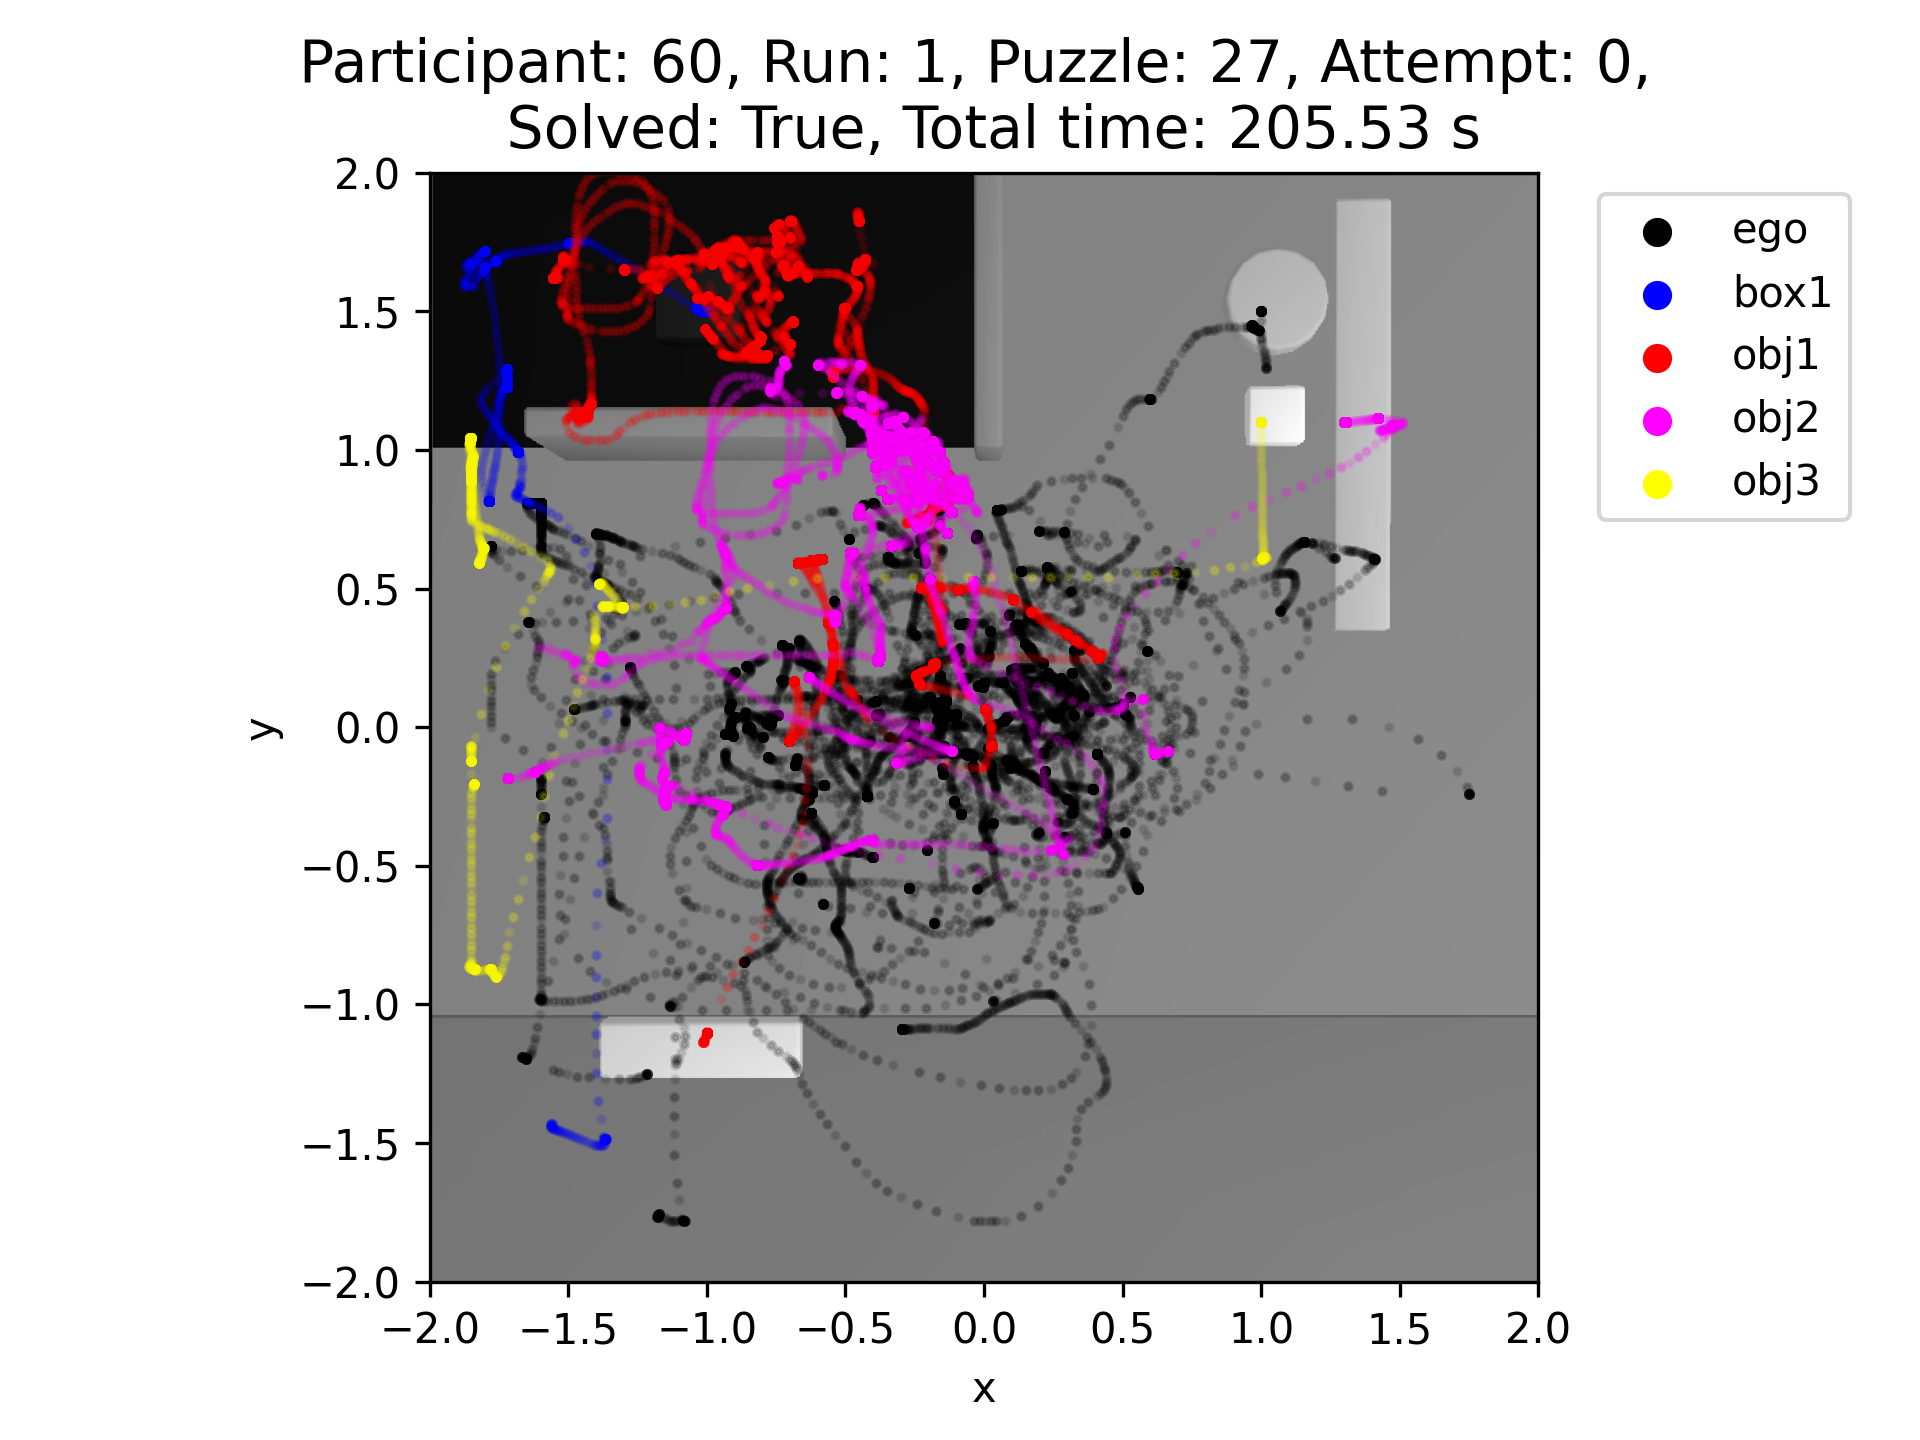 Participant: 60, Run: 1, Puzzle: 27, Attempt: 0,
Solved: True, Total time: 205.53 s
2.0
1.5
1.0
0.5
0.0
−0.5
−1.0
−1.5
−2.0
y
−2.0 −1.5 −1.0 −0.5 0.0 0.5 1.0 1.5 2.0
x
ego
box1
obj1
obj2
obj3